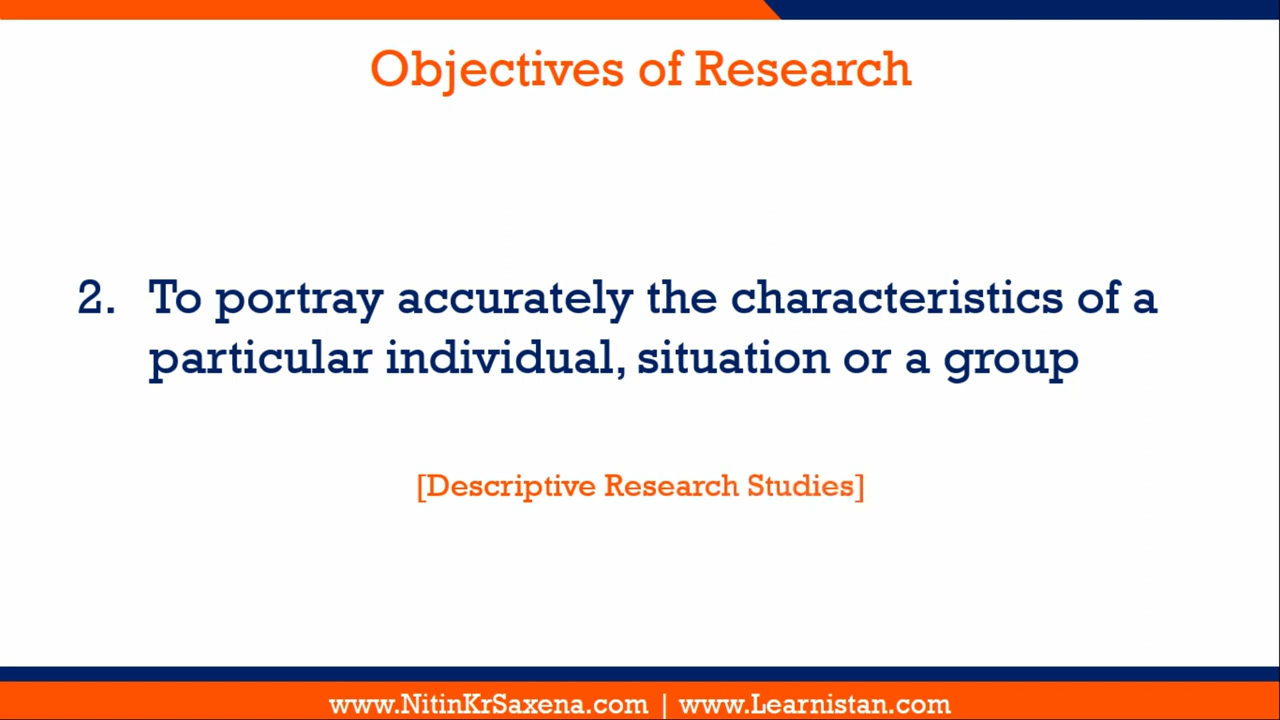 Objectives of Research
2. To portray accurately the characteristics of a
particular individual, situation or a group
[Descriptive Research Studies]
www.NitinKrSaxena.com | www.Learnistan.com